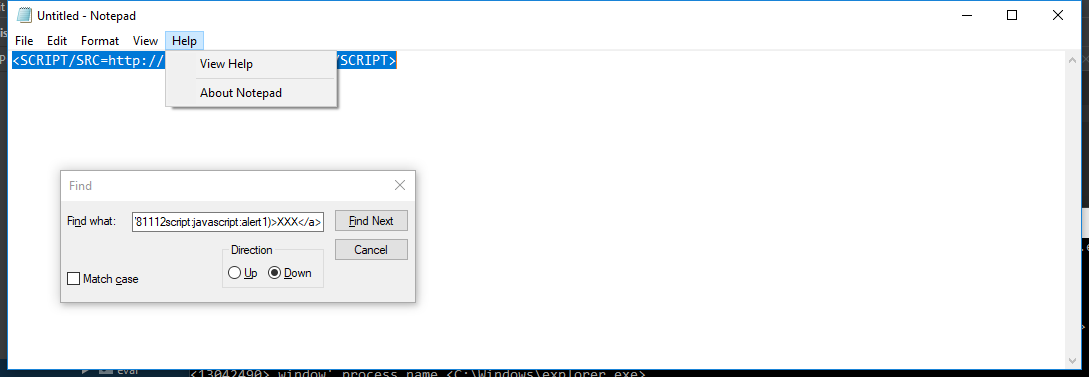 Untitled - Notepad
File Edit Format View Help
<SCRIPT/SRC=http:// /SCRIPT>
View Help
About Notepad
Find
Find what: '81112script:javascript:alert1)>XXX</a> Find Next
Cancel
Direction
Up Down
Match case
eval
<13042490> window' process name <C:\Windows\explorer.exe>